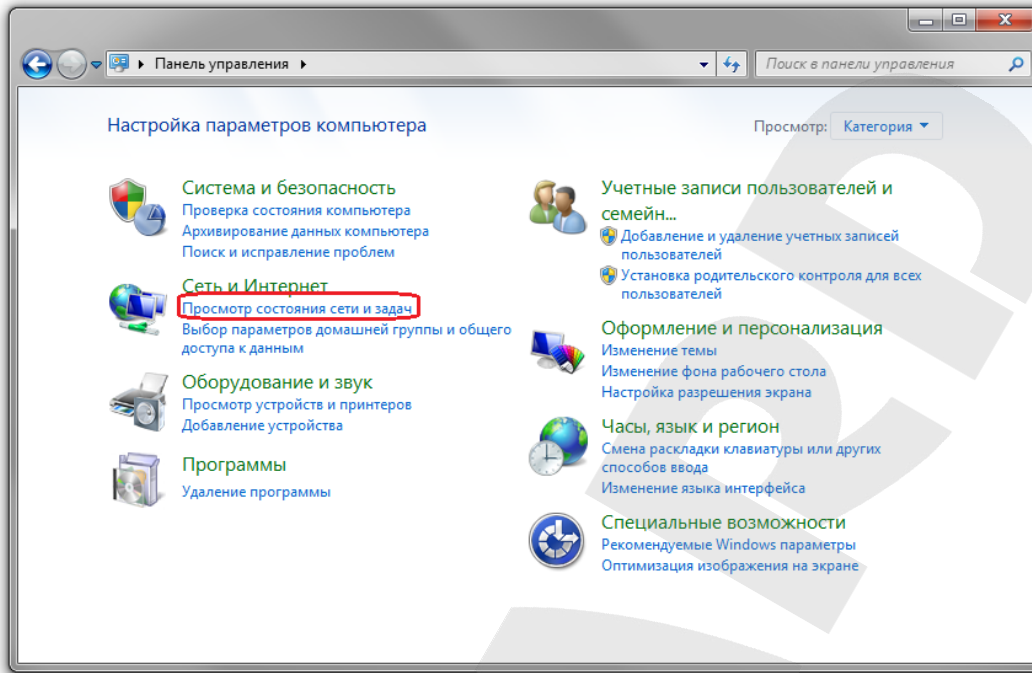 Панель управления
Поиск в панели управления
Настройка параметров компьютера
Просмотр: Категория
Система и безопасность
Проверка состояния компьютера
Архивирование данных компьютера
Поиск и исправление проблем
Сеть и Интернет
Просмотр состояния сети и задач
Выбор параметров домашней группы и общего
доступа к данным
Оборудование и звук
Просмотр устройств и принтеров
Добавление устройства
Программы
Удаление программы
Учетные записи пользователей и
семейн...
Добавление и удаление учетных записей
пользователей
Установка родительского контроля для всех
пользователей
Оформление и персонализация
Изменение темы
Изменение фона рабочего стола
Настройка разрешения экрана
Часы, язык и регион
Смена раскладки клавиатуры или других
способов ввода
Изменение языка интерфейса
Специальные возможности
Рекомендуемые Windows параметры
Оптимизация изображения на экране